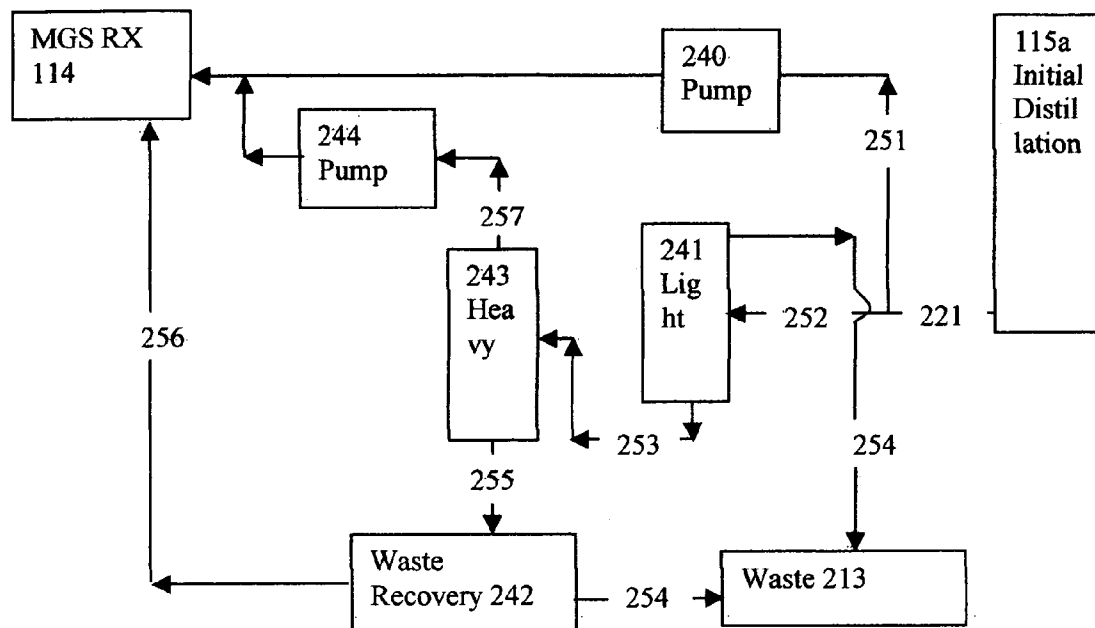 MGS RX
114
240
Pump
115a
Initial
Distil
lation
244
Pump
251
257
241
Lig
ht
243
Hea
vy
252
221
256
253
254
255
Waste
Recovery 242
254
Waste 213